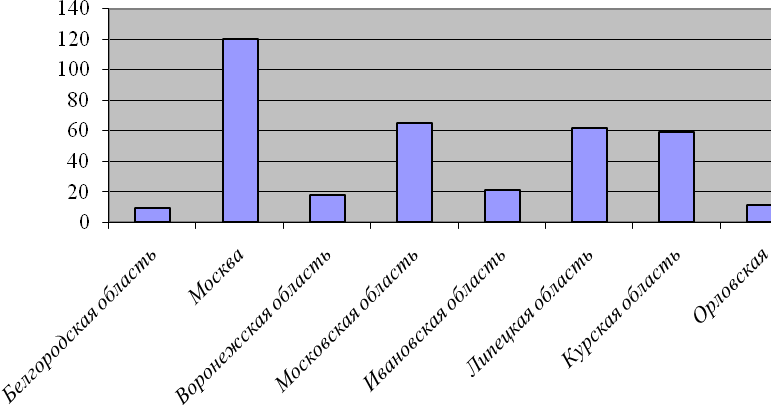 140
120
100
80
60
40
20
0
Белгородская область
Москва
Воронежская область
Московская область
Ивановская область
Липецкая область
Курская область
Орловская